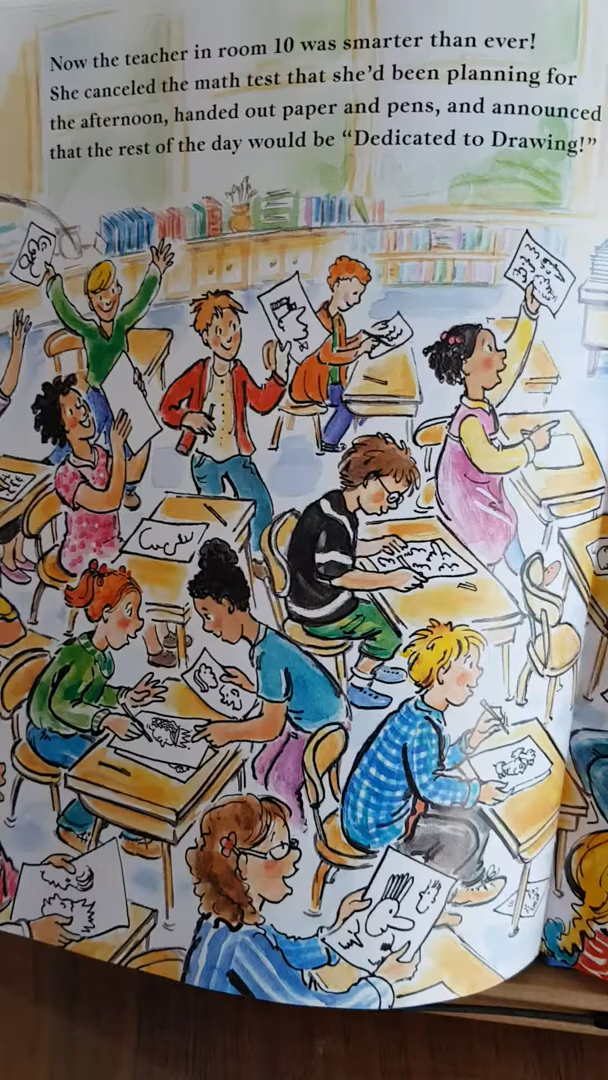 Now the teacher in room 10 was smarter than ever!
She canceled the math test that she'd been planning for
the afternoon, handed out paper and pens, and announced
that the rest of the day would be “Dedicated to Drawing!”